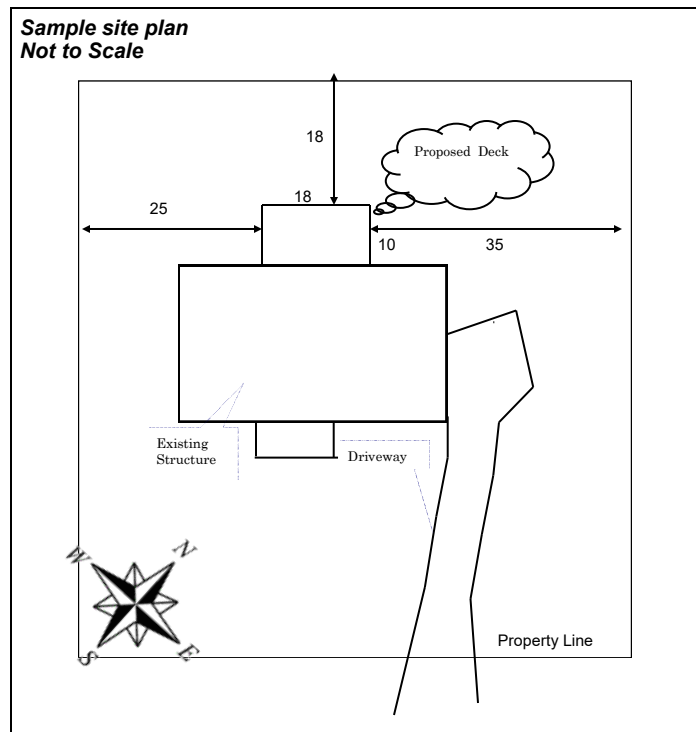 Sample site plan
Not to Scale
18
Proposed Deck
18
25
10
35
Existing
Structure
Driveway
W
N
S
E
Property Line